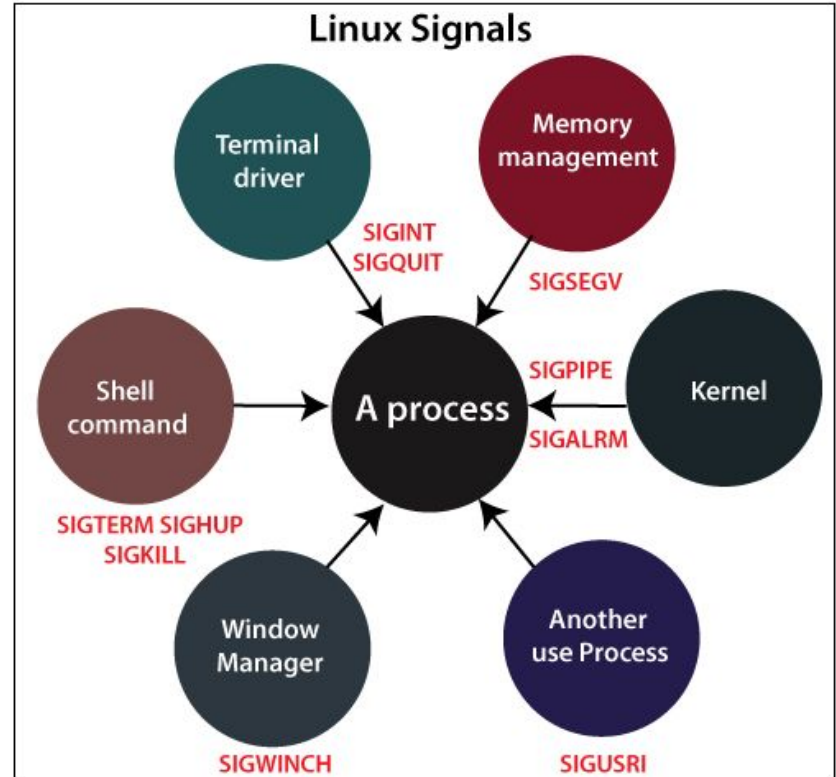 Linux Signals
Terminal
driver
Memory
management
SIGINT
SIGQUIT
SIGSEGV
Shell
command
A process
SIGPIPE
SIGALRM
Kernel
SIGTERM SIGHUP
SIGKILL
Window
Manager
Another
use Process
SIGWINCH
SIGUSRI